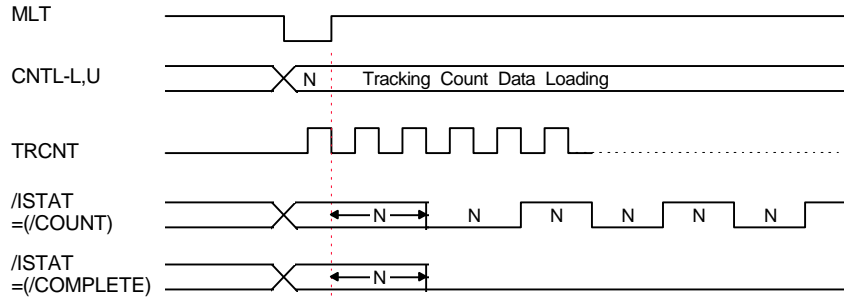 MLT
CNTL-L,U
N Tracking Count Data Loading
TRCNT
/ISTAT
=(/COUNT)
N N N N N N
/ISTAT
=(/COMPLETE)
N